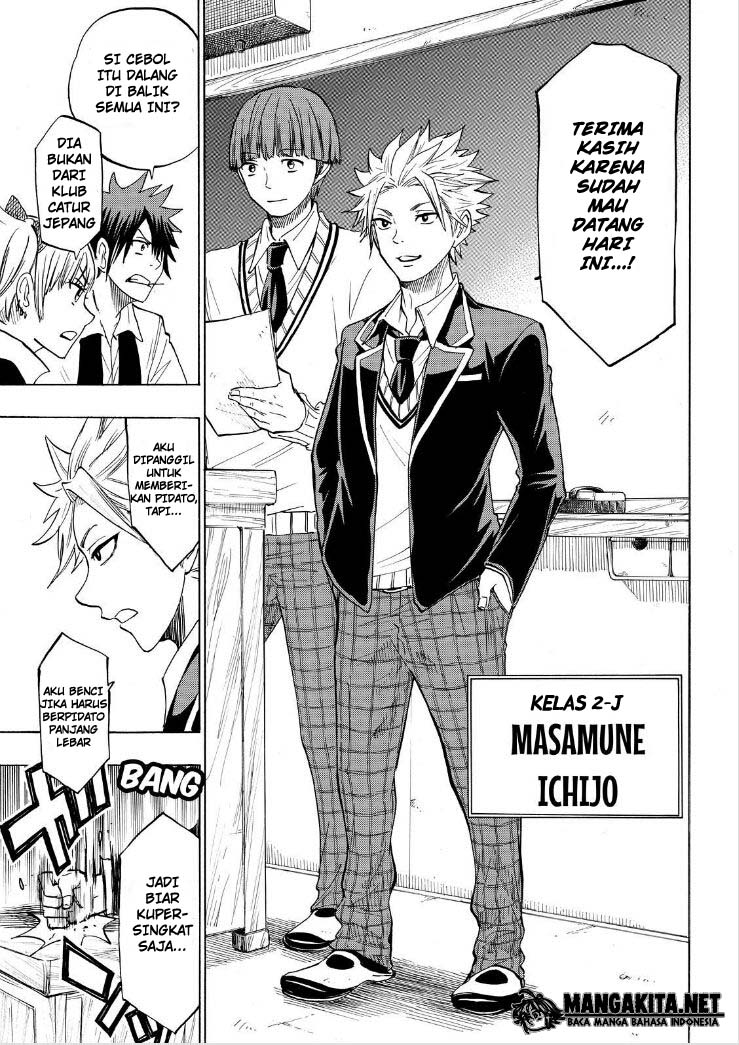 TERIMA
KASIH
KARENA
SUDAH
MAU
DATANG
HARI
INI...!
KELAS 2-J
MASAMUNE
ICHIJO
SI CEBOL
ITU DALANG
DI BALIK
SEMUA INI?
DIA
BUKAN
DARI
KLUB
CATUR
JEPANG
AKU
DIPANGGIL
UNTUK
MEMBERI-
KAN PIDATO,
TAPI...
AKU BENCI
JIKA HARUS
BERPIDATO
PANJANG
LEBAR
BANG
JADI
BIAR
KUPER-
SINGKAT
SAJA...
MANGAKITA.NET
BACA MANGA BAHASA INDONESIA